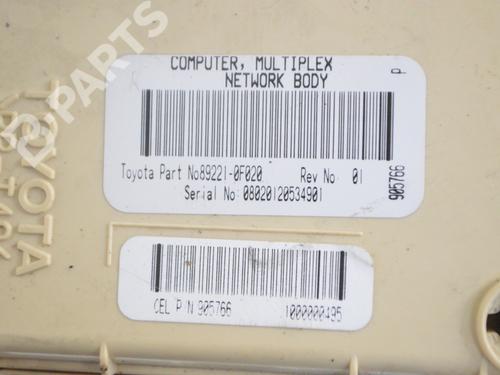 COMPUTER, MULTIPLEX
NETWORK BODY
P
Toyota Part No89221-0F020 Rev No 01
Serial No 08020120534901
905766
CEL P N 905766 1000000495
TOYOTA
B-PARTS